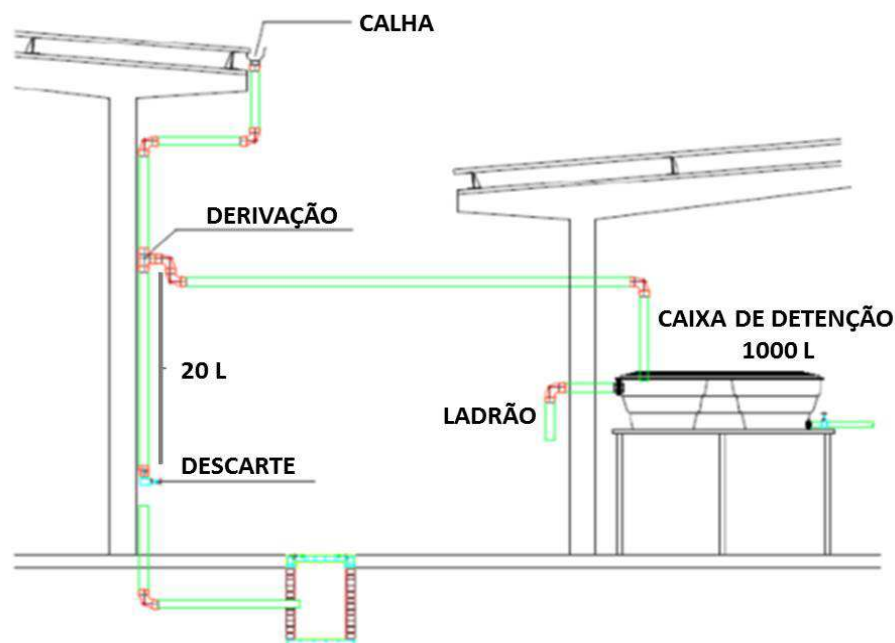 CALHA
DERIVAÇÃO
CAIXA DE DETENÇÃO
1000 L
20 L
LADRÃO
DESCARTE